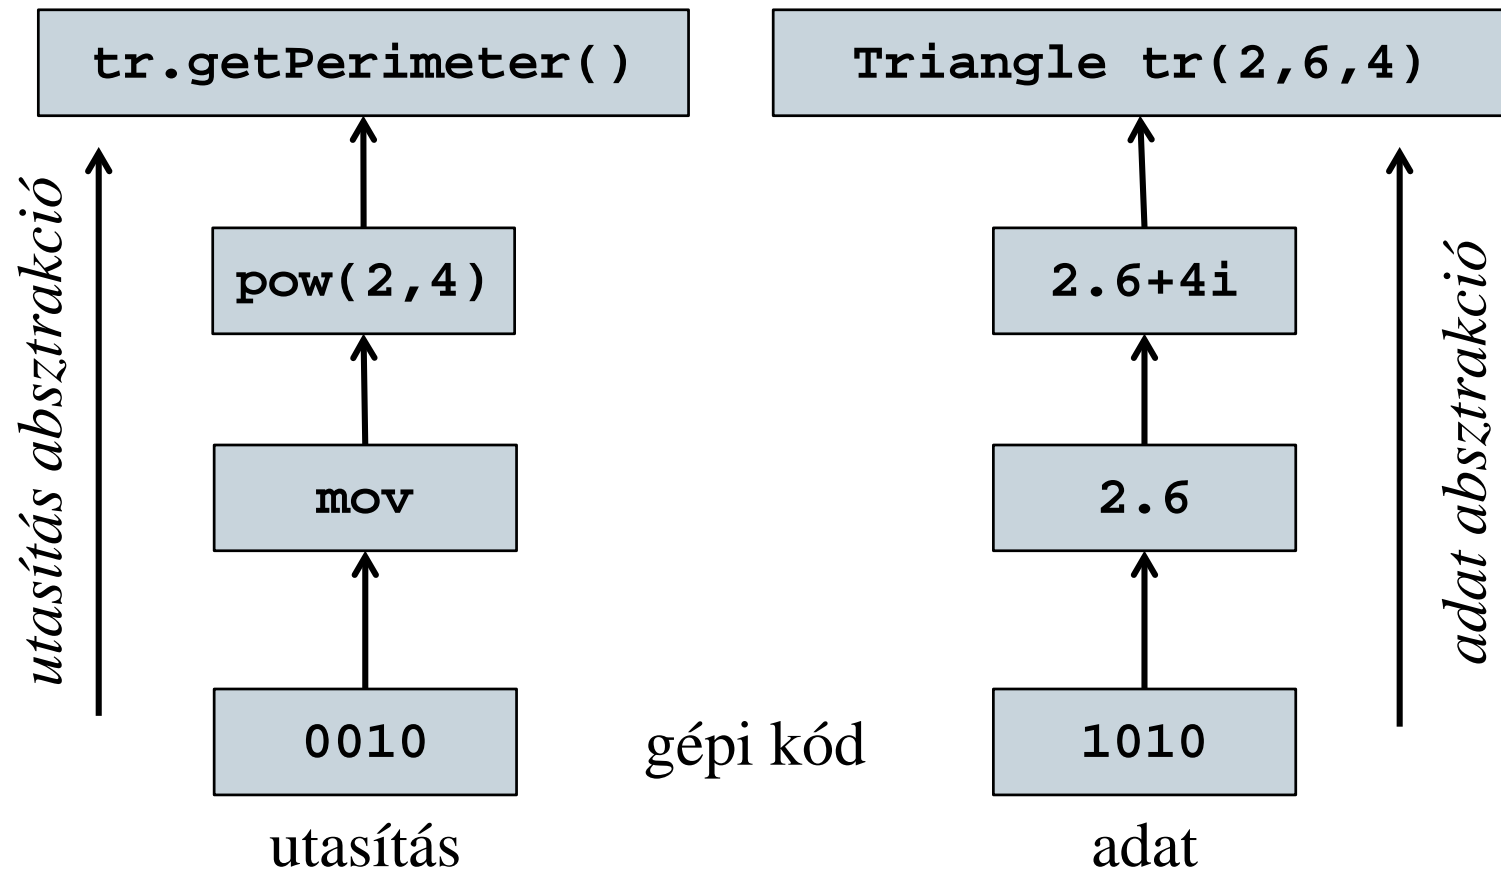 tr.getPerimeter()
Triangle tr(2,6,4)
utasítás absztrakció
pow(2,4)
2.6+4i
adat absztrakció
mov
2.6
0010
gépi kód
1010
utasítás
adat